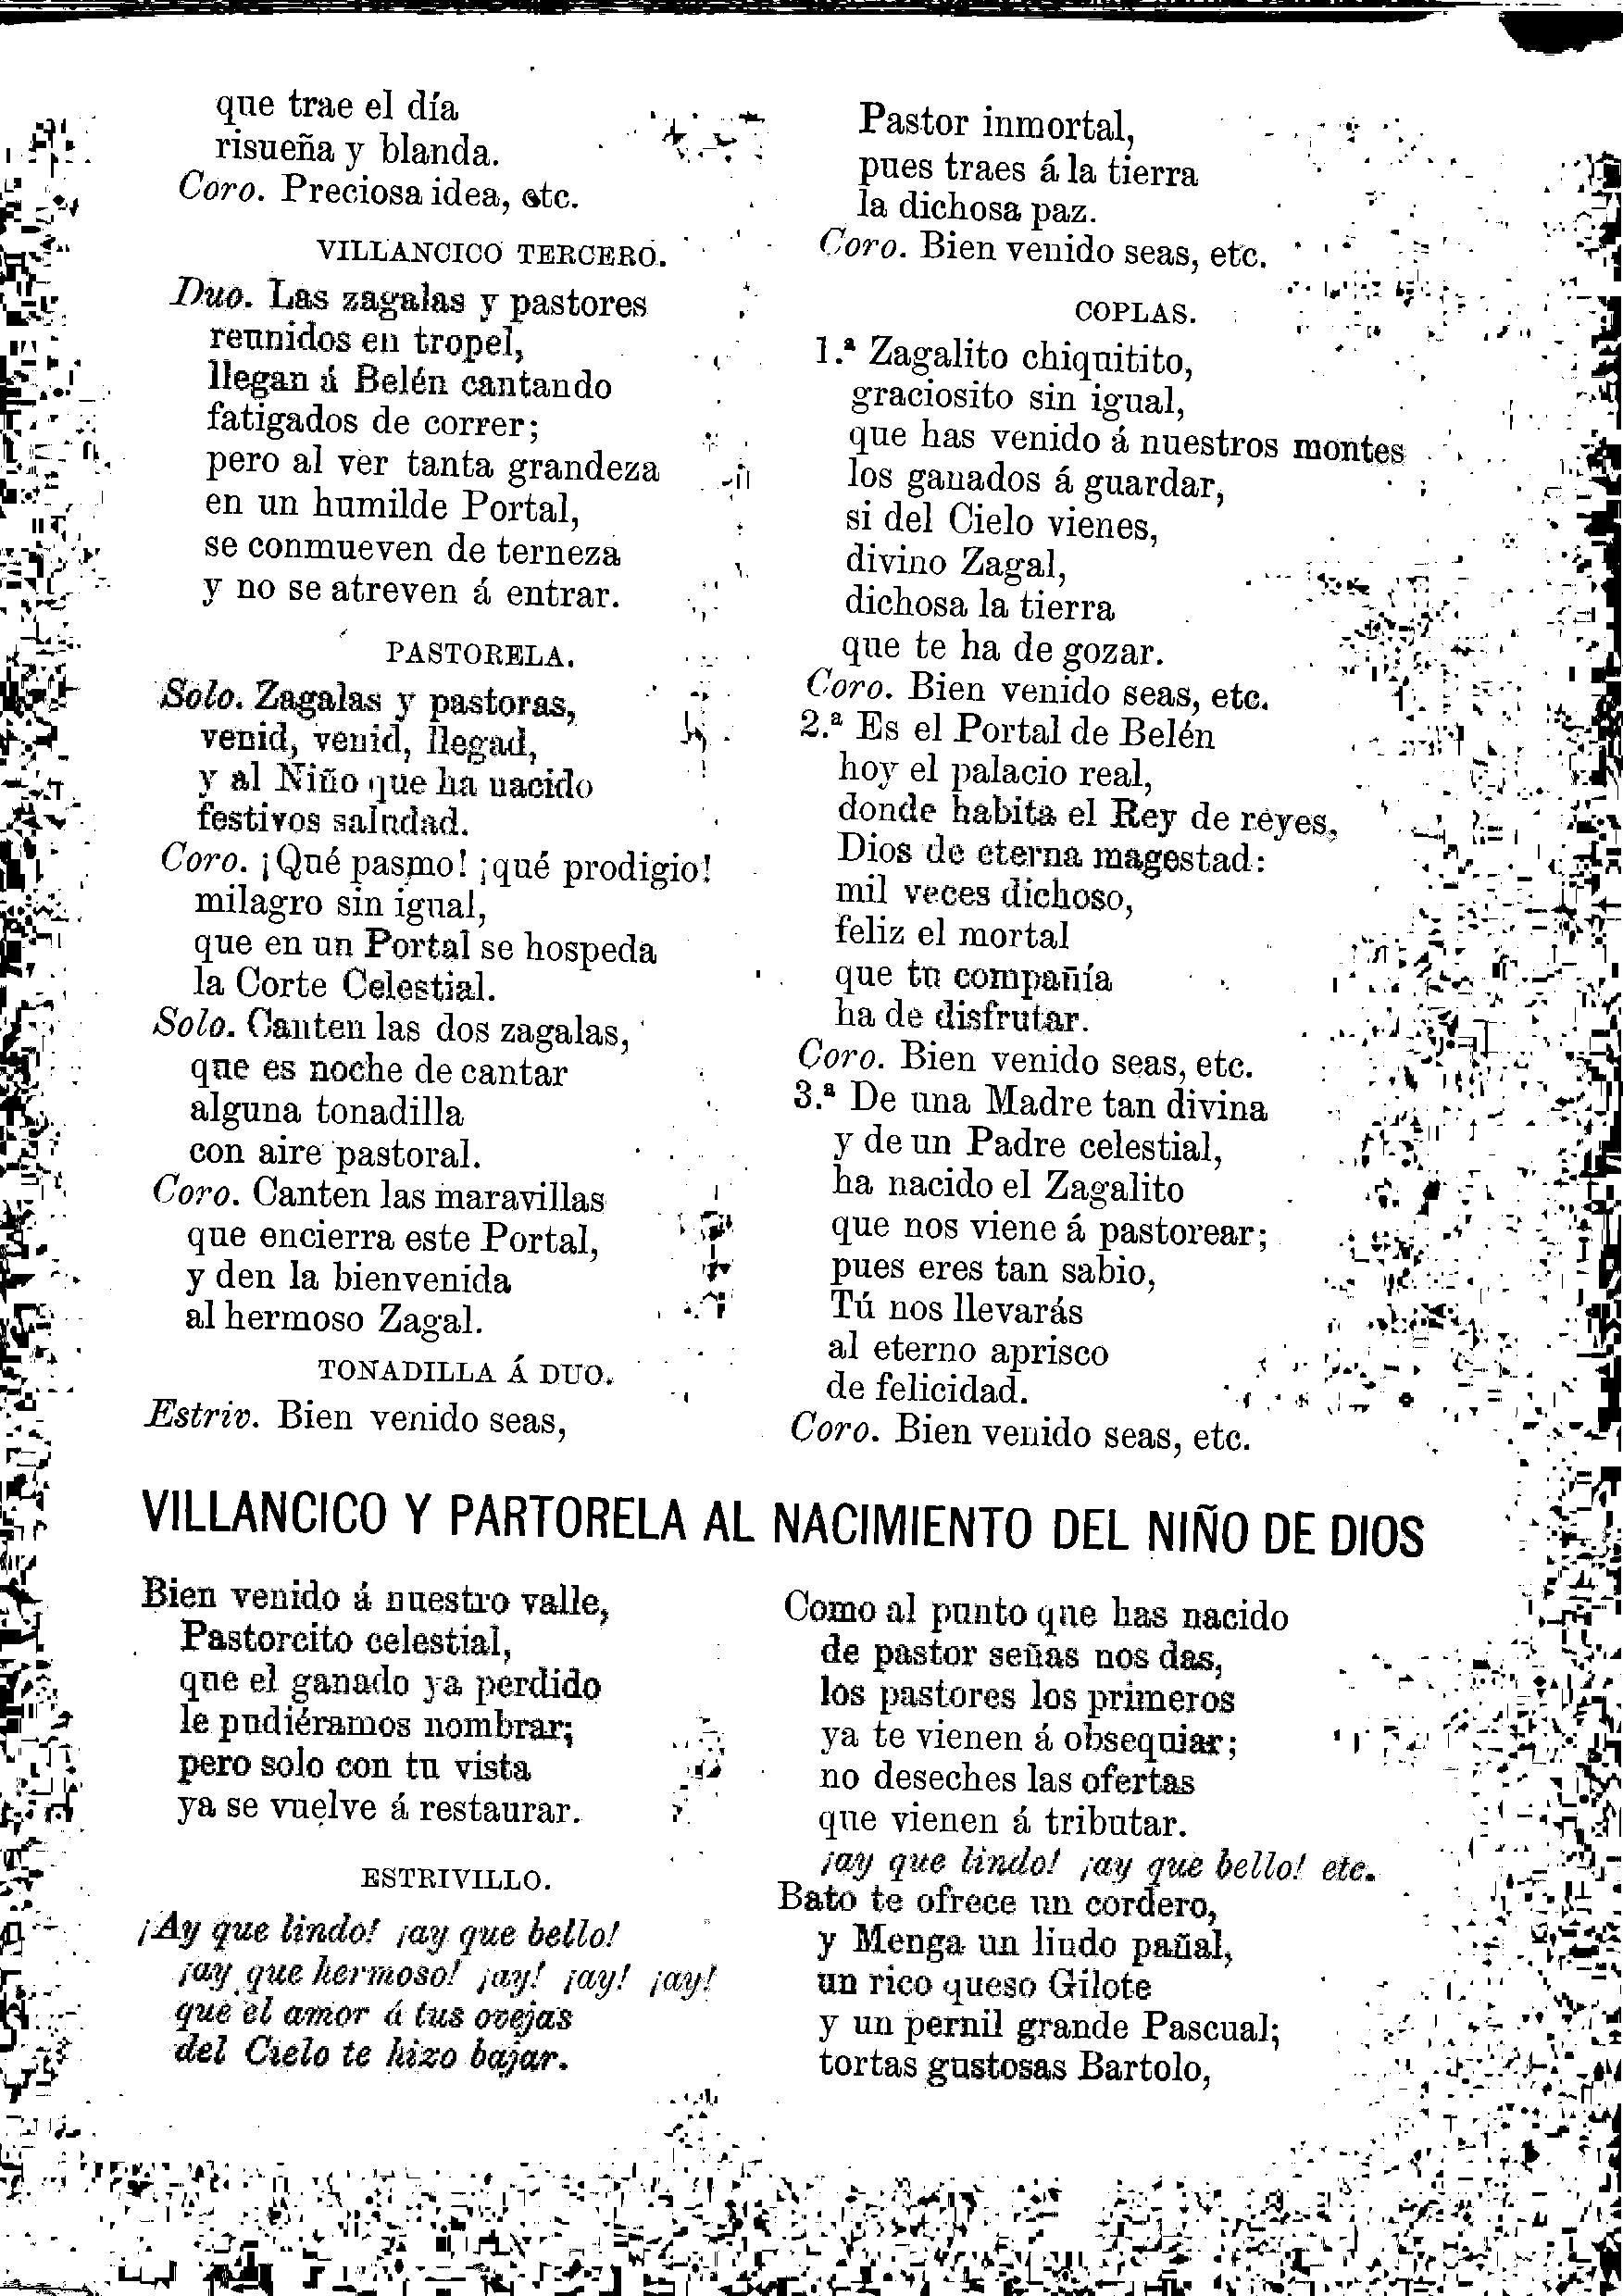 que trae el día
risueña y blanda.
Coro. Preciosa idea, etc.
VILLANCICO TERCERO.
Duo. Las zagalas y pastores
reunidos en tropel,
llegan á Belén cantando
fatigados de correr;
pero al ver tanta grandeza
en un humilde Portal,
se conmueven de terneza
y no se atreven á entrar.
PASTORELA.
Solo. Zagalas y pastoras,
venid, venid, llegad,
y al Niño que ha nacido
festivos saludad.
Coro. ¡Qué pasmo! ¡qué prodigio!
milagro sin igual,
que en un Portal se hospeda
la Corte Celestial.
Solo. Canten las dos zagalas,
que es noche de cantar
alguna tonadilla
con aire pastoral.
Coro. Canten las maravillas
que encierra este Portal,
y den la bienvenida
al hermoso Zagal.
TONADILLA Á DUO.
Estriv. Bien venido seas,
Pastor inmortal,
pues traes á la tierra
la dichosa paz.
Coro. Bien venido seas, etc.
COPLAS.
1.ª Zagalito chiquitito,
graciosito sin igual,
que has venido á nuestros montes
los ganados á guardar,
si del Cielo vienes,
divino Zagal,
dichosa la tierra
que te ha de gozar.
Coro. Bien venido seas, etc.
2.ª Es el Portal de Belén
hoy el palacio real,
donde habita el Rey de reyes,
Dios de eterna magestad:
mil veces dichoso,
feliz el mortal
que tu compañía
ha de disfrutar.
Coro. Bien venido seas, etc.
3.ª De una Madre tan divina
y de un Padre celestial,
ha nacido el Zagalito
que nos viene á pastorear;
pues eres tan sabio,
Tú nos llevarás
al eterno aprisco
de felicidad.
Coro. Bien venido seas, etc.
VILLANCICO Y PARTORELA AL NACIMIENTO DEL NIÑO DE DIOS
Bien venido á nuestro valle,
Pastorcito celestial,
que el ganado ya perdido
le pudiéramos nombrar;
pero solo con tu vista
ya se vuelve á restaurar.
ESTRIVILLO.
¡Ay que lindo! ¡ay que bello!
¡ay que hermoso! ¡ay! ¡ay! ¡ay!
que el amor á tus ovejas
del Cielo te hizo bajar.
Como al punto que has nacido
de pastor señas nos das,
los pastores los primeros
ya te vienen á obsequiar;
no deseches las ofertas
que vienen á tributar.
¡ay que lindo! ¡ay que bello! etc.
Bato te ofrece un cordero,
y Menga un lindo pañal,
un rico queso Gilote
y un pernil grande Pascual;
tortas gustosas Bartolo,